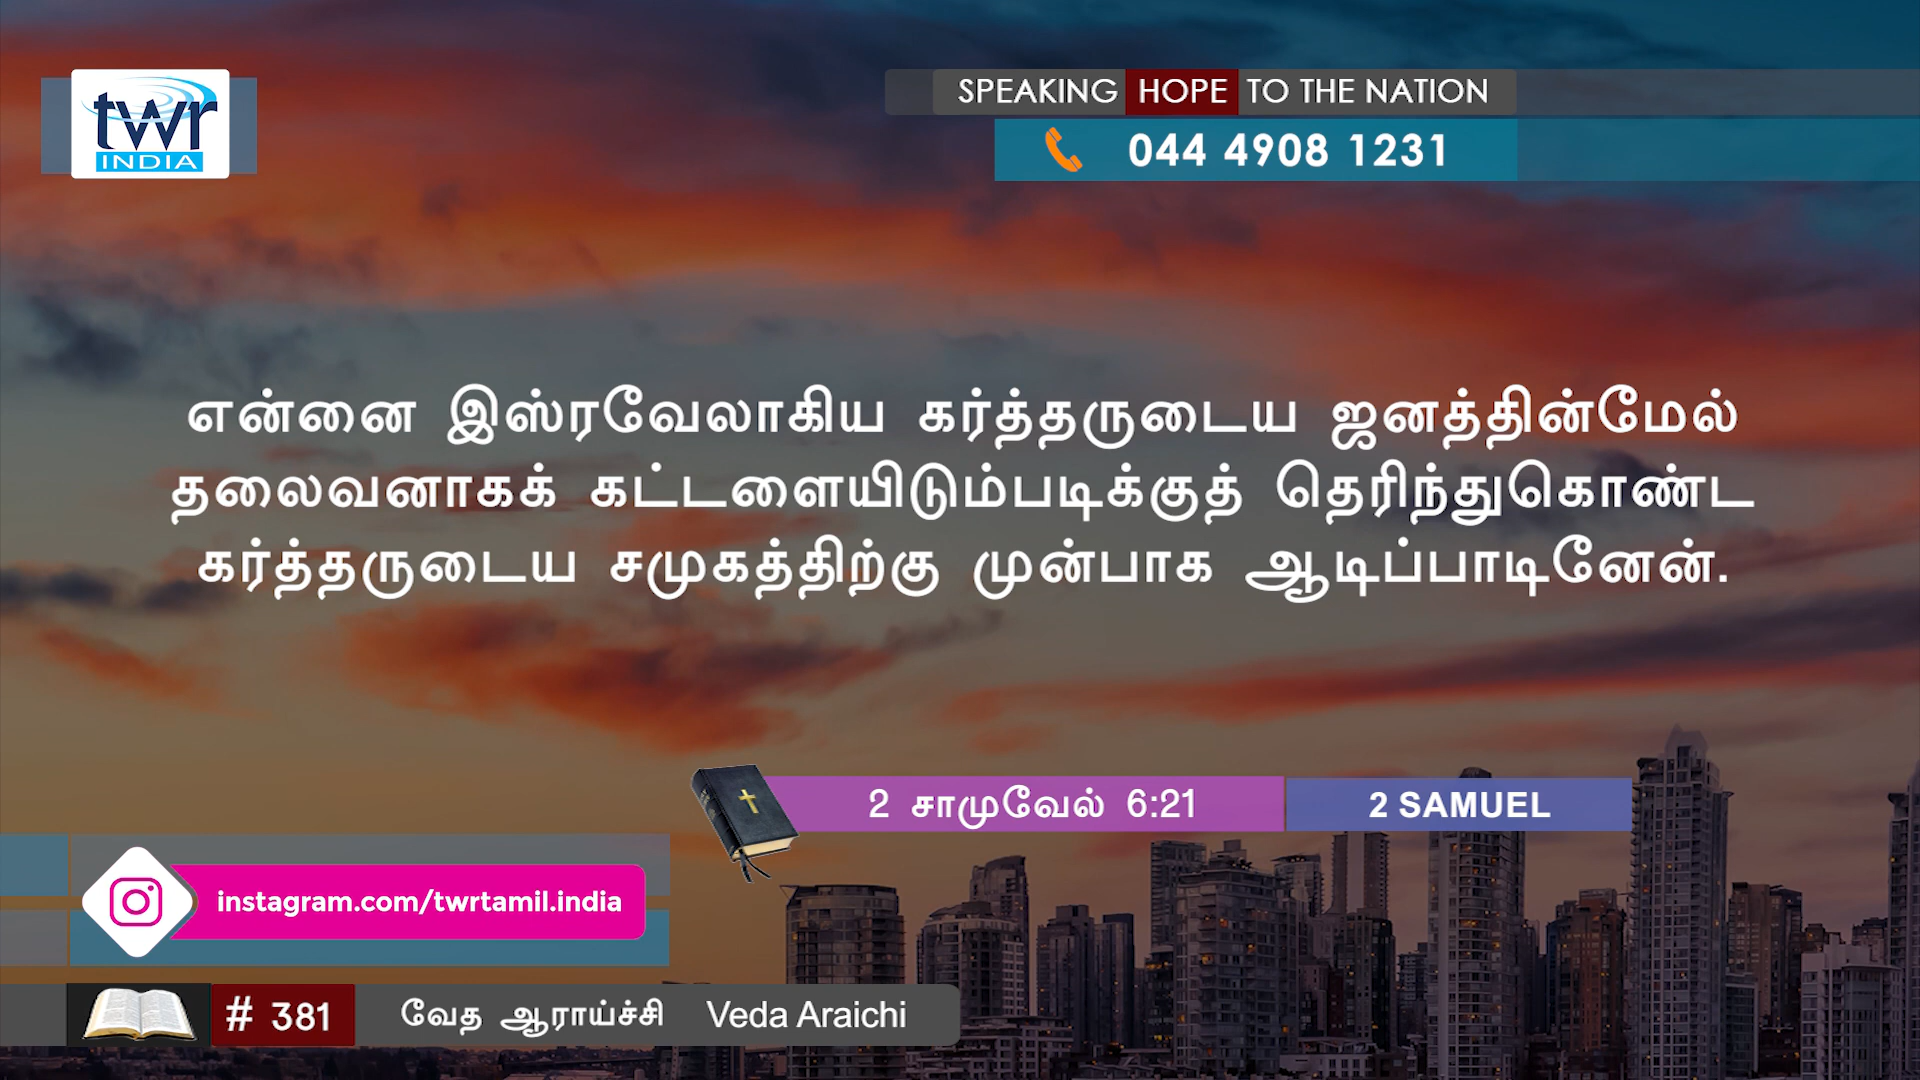 twr
INDIA
SPEAKING HOPE TO THE NATION
044 4908 1231
என்னை இஸ்ரவேலாகிய கர்த்தருடைய ஜனத்தின்மேல்
தலைவனாகக் கட்டளையிடும்படிக்குத் தெரிந்துகொண்ட
கர்த்தருடைய சமுகத்திற்கு முன்பாக ஆடிப்பாடினேன்.
2 சாமுவேல் 6:21 2 SAMUEL
instagram.com/twrtamil.india
# 381 வேத ஆராய்ச்சி Veda Araichi